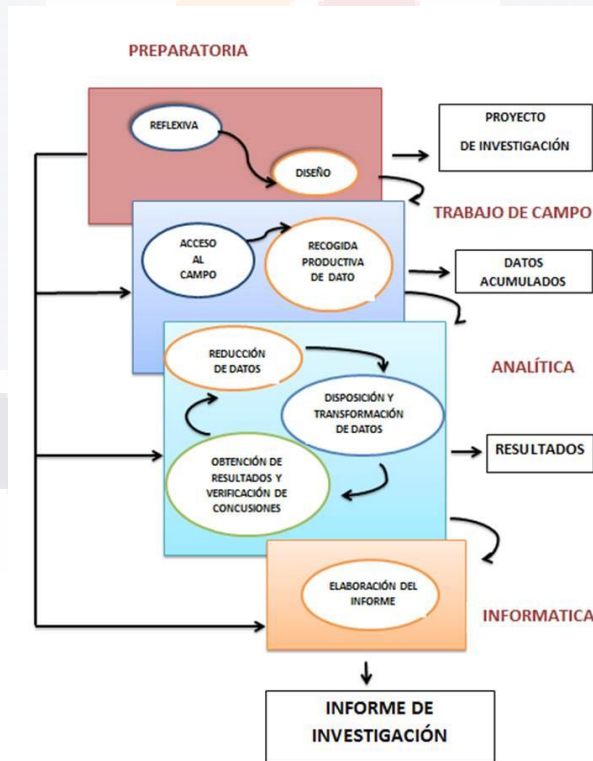 PREPARATORIA
REFLEXIVA
DISEÑO
PROYECTO
DE INVESTIGACIÓN
TRABAJO DE CAMPO
ACCESO
AL
CAMPO
RECOGIDA
PRODUCTIVA
DE DATO
DATOS
ACUMULADOS
ANALÍTICA
REDUCCIÓN
DE DATOS
DISPOSICIÓN Y
TRANSFORMACIÓN
DE DATOS
OBTENCIÓN DE
RESULTADOS Y
VERIFICACIÓN DE
CONCUSIONES
RESULTADOS
ELABORACIÓN DEL
INFORME
INFORMATICA
INFORME DE
INVESTIGACIÓN